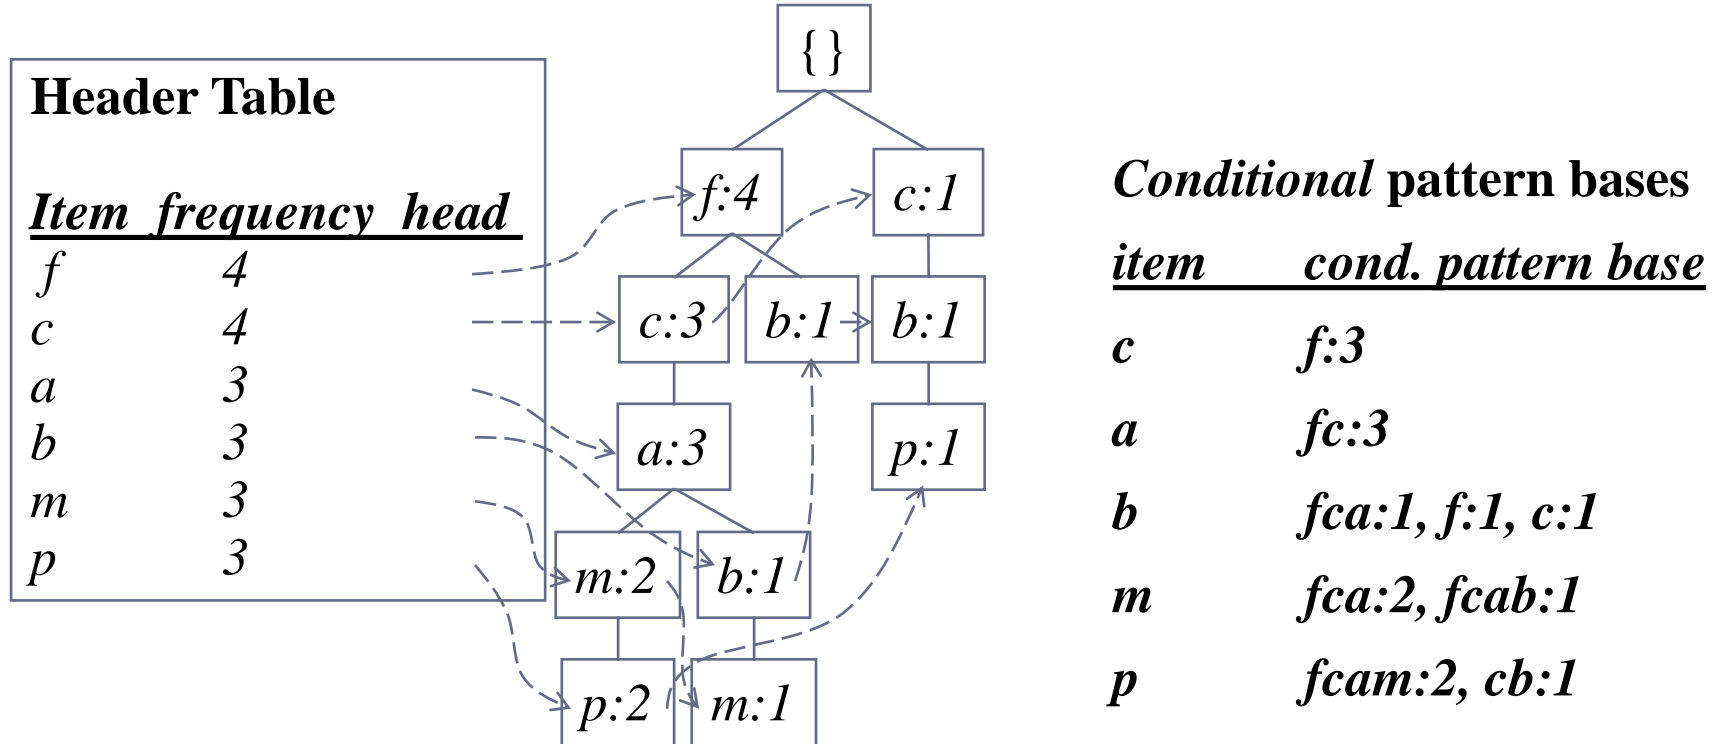 Header Table
Item frequency head
f 4
c 4
a 3
b 3
m 3
p 3
{}
f:4
c:1
c:3
b:1
b:1
a:3
p:1
m:2
b:1
p:2
m:1
Conditional pattern bases
item cond. pattern base
c f:3
a fc:3
b fca:1, f:1, c:1
m fca:2, fcab:1
p fcam:2, cb:1